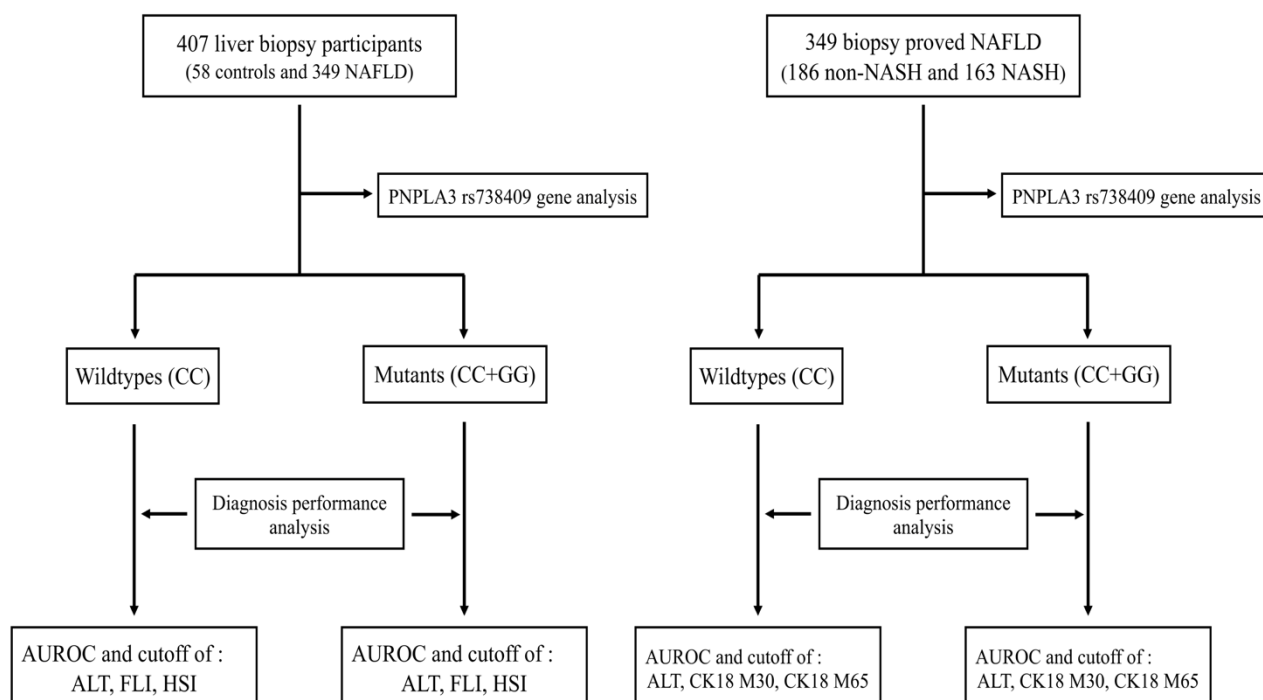 407 liver biopsy participants
(58 controls and 349 NAFLD)
PNPLA3 rs738409 gene analysis
Wildtypes (CC)
Mutants (CC+GG)
Diagnosis performance
analysis
AUROC and cutoff of :
ALT, FLI, HSI
AUROC and cutoff of :
ALT, FLI, HSI
349 biopsy proved NAFLD
(186 non-NASH and 163 NASH)
PNPLA3 rs738409 gene analysis
Wildtypes (CC)
Mutants (CC+GG)
Diagnosis performance
analysis
AUROC and cutoff of :
ALT, CK18 M30, CK18 M65
AUROC and cutoff of :
ALT, CK18 M30, CK18 M65